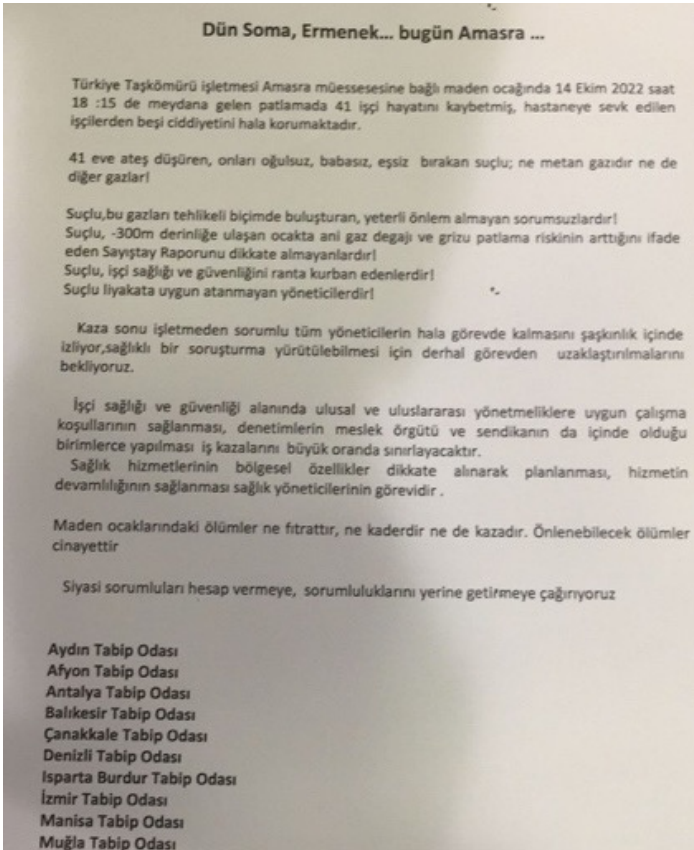 Dün Soma, Ermenek... bugün Amasra ...
Türkiye Taşkömürü işletmesi Amasra müessesesine bağlı maden ocağında 14 Ekim 2022 saat
18 :15 de meydana gelen patlamada 41 işçi hayatını kaybetmiş, hastaneye sevk edilen
işçilerden beşi ciddiyetini hala korumaktadır.
41 eve ateş düşüren, onları oğulsuz, babasız, eşsiz bırakan suçlu; ne metan gazıdır ne de
diğer gazlar!
Suçlu,bu gazları tehlikeli biçimde buluşturan, yeterli önlem almayan sorumsuzlardır!
Suçlu, -300m derinliğe ulaşan ocakta ani gaz degajı ve grizu patlama riskinin arttığını ifade
eden Sayıştay Raporunu dikkate almayanlardır!
Suçlu, işçi sağlığı ve güvenliğini ranta kurban edenlerdir!
Suçlu liyakata uygun atanmayan yöneticilerdir!
Kaza sonu işletmeden sorumlu tüm yöneticilerin hala görevde kalmasını şaşkınlık içinde
izliyor,sağlıklı bir soruşturma yürütülebilmesi için derhal görevden uzaklaştırılmalarını
bekliyoruz.
İşçi sağlığı ve güvenliği alanında ulusal ve uluslararası yönetmeliklere uygun çalışma
koşullarının sağlanması, denetimlerin meslek örgütü ve sendikanın da içinde olduğu
birimlerce yapılması iş kazalarını büyük oranda sınırlayacaktır.
Sağlık hizmetlerinin bölgesel özellikler dikkate alınarak planlanması, hizmetin
devamlılığının sağlanması sağlık yöneticilerinin görevidir .
Maden ocaklarındaki ölümler ne fıtrattır, ne kaderdir ne de kazadır. Önlenebilecek ölümler
cinayettir
Siyasi sorumluları hesap vermeye, sorumluluklarını yerine getirmeye çağırıyoruz
Aydın Tabip Odası
Afyon Tabip Odası
Antalya Tabip Odası
Balıkesir Tabip Odası
Çanakkale Tabip Odası
Denizli Tabip Odası
Isparta Burdur Tabip Odası
İzmir Tabip Odası
Manisa Tabip Odası
Muğla Tabip Odası